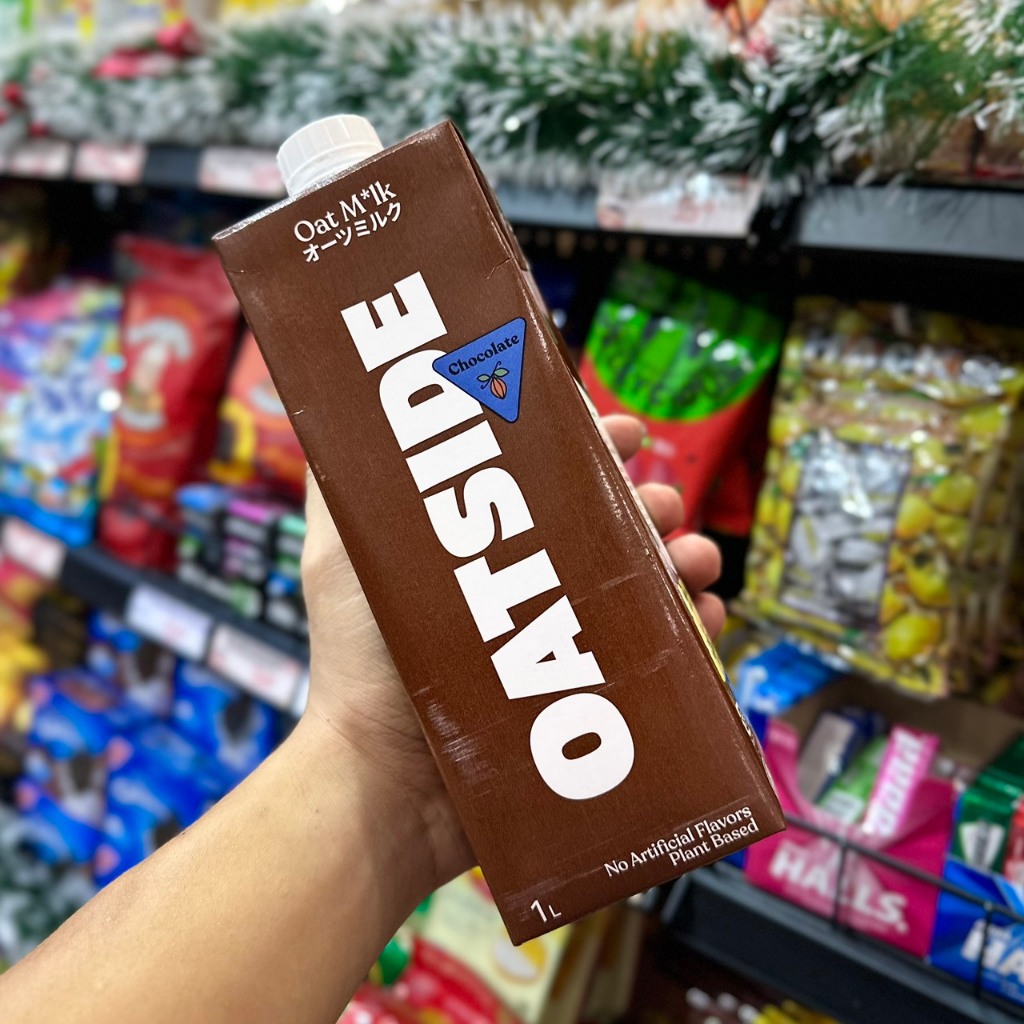 Oat M*lk
オーツミルク
OATSIDE
Chocolate
No Artificial Flavors
Plant Based
1L
HALLS